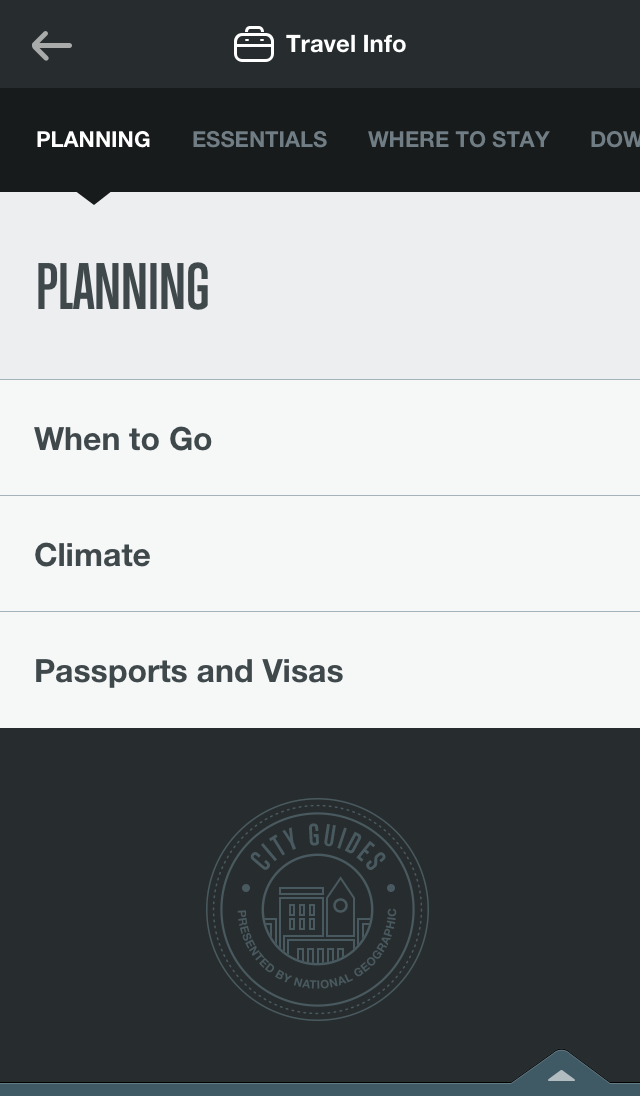 Travel Info
PLANNING ESSENTIALS WHERE TO STAY DOW
PLANNING
When to Go
Climate
Passports and Visas
CITY GUIDES
PRESENTED BY NATIONAL GEOGRAPHIC